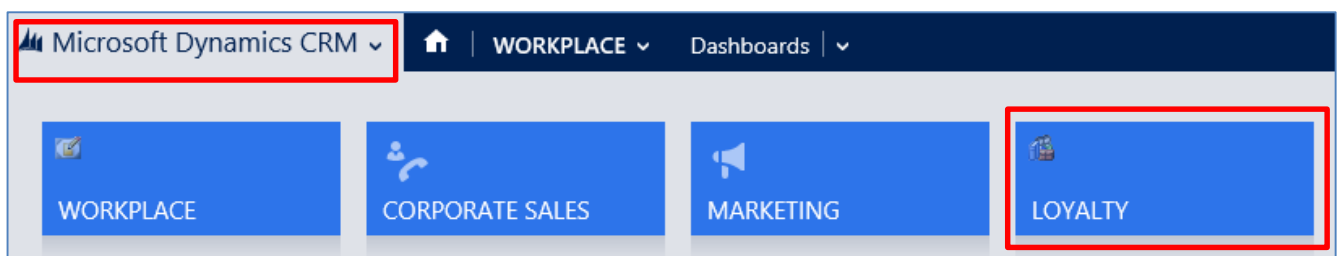 Microsoft Dynamics CRM WORKPLACE Dashboards
WORKPLACE CORPORATE SALES MARKETING LOYALTY